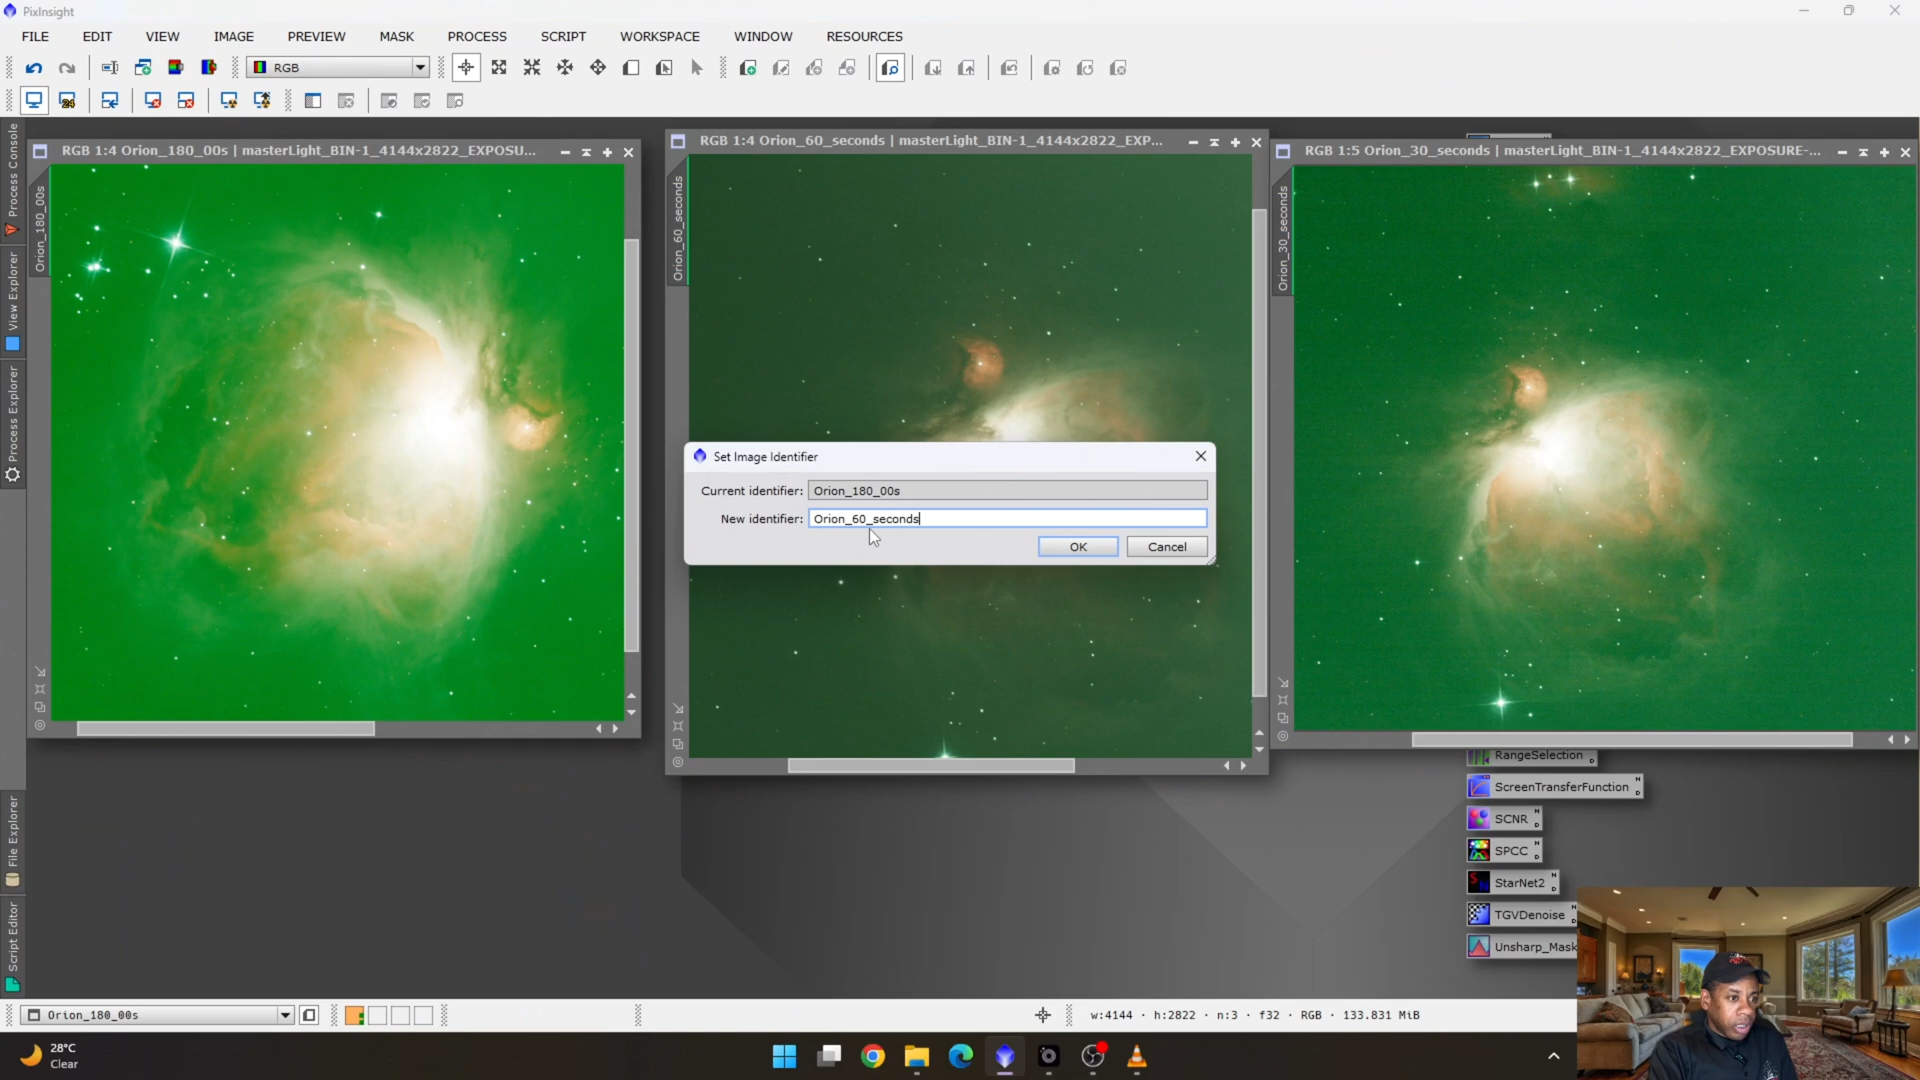 PixInsight
FILE EDIT VIEW IMAGE PREVIEW MASK PROCESS SCRIPT WORKSPACE WINDOW RESOURCES
RGB
24
RGB 1:4 Orion_180_00s | masterLight_BIN-1_4144x2822_EXPOSU...
RGB 1:4 Orion_60_seconds | masterLight_BIN-1_4144x2822_EXP...
RGB 1:5 Orion_30_seconds | masterLight_BIN-1_4144x2822_EXPOSURE-...
Process Console
View Explorer
Process Explorer
File Explorer
Script Editor
Orion_180_00s
Orion_60_seconds
Orion_30_seconds
Set Image Identifier
Current identifier: Orion_180_00s
New identifier: Orion_60_seconds
OK Cancel
RangeSelection
ScreenTransferFunction
SCNR
SPCC
StarNet2
TGVDenoise
Unsharp_Mask
Orion_180_00s
w:4144 · h:2822 · n:3 · f32 · RGB · 133.831 MiB
28°C
Clear